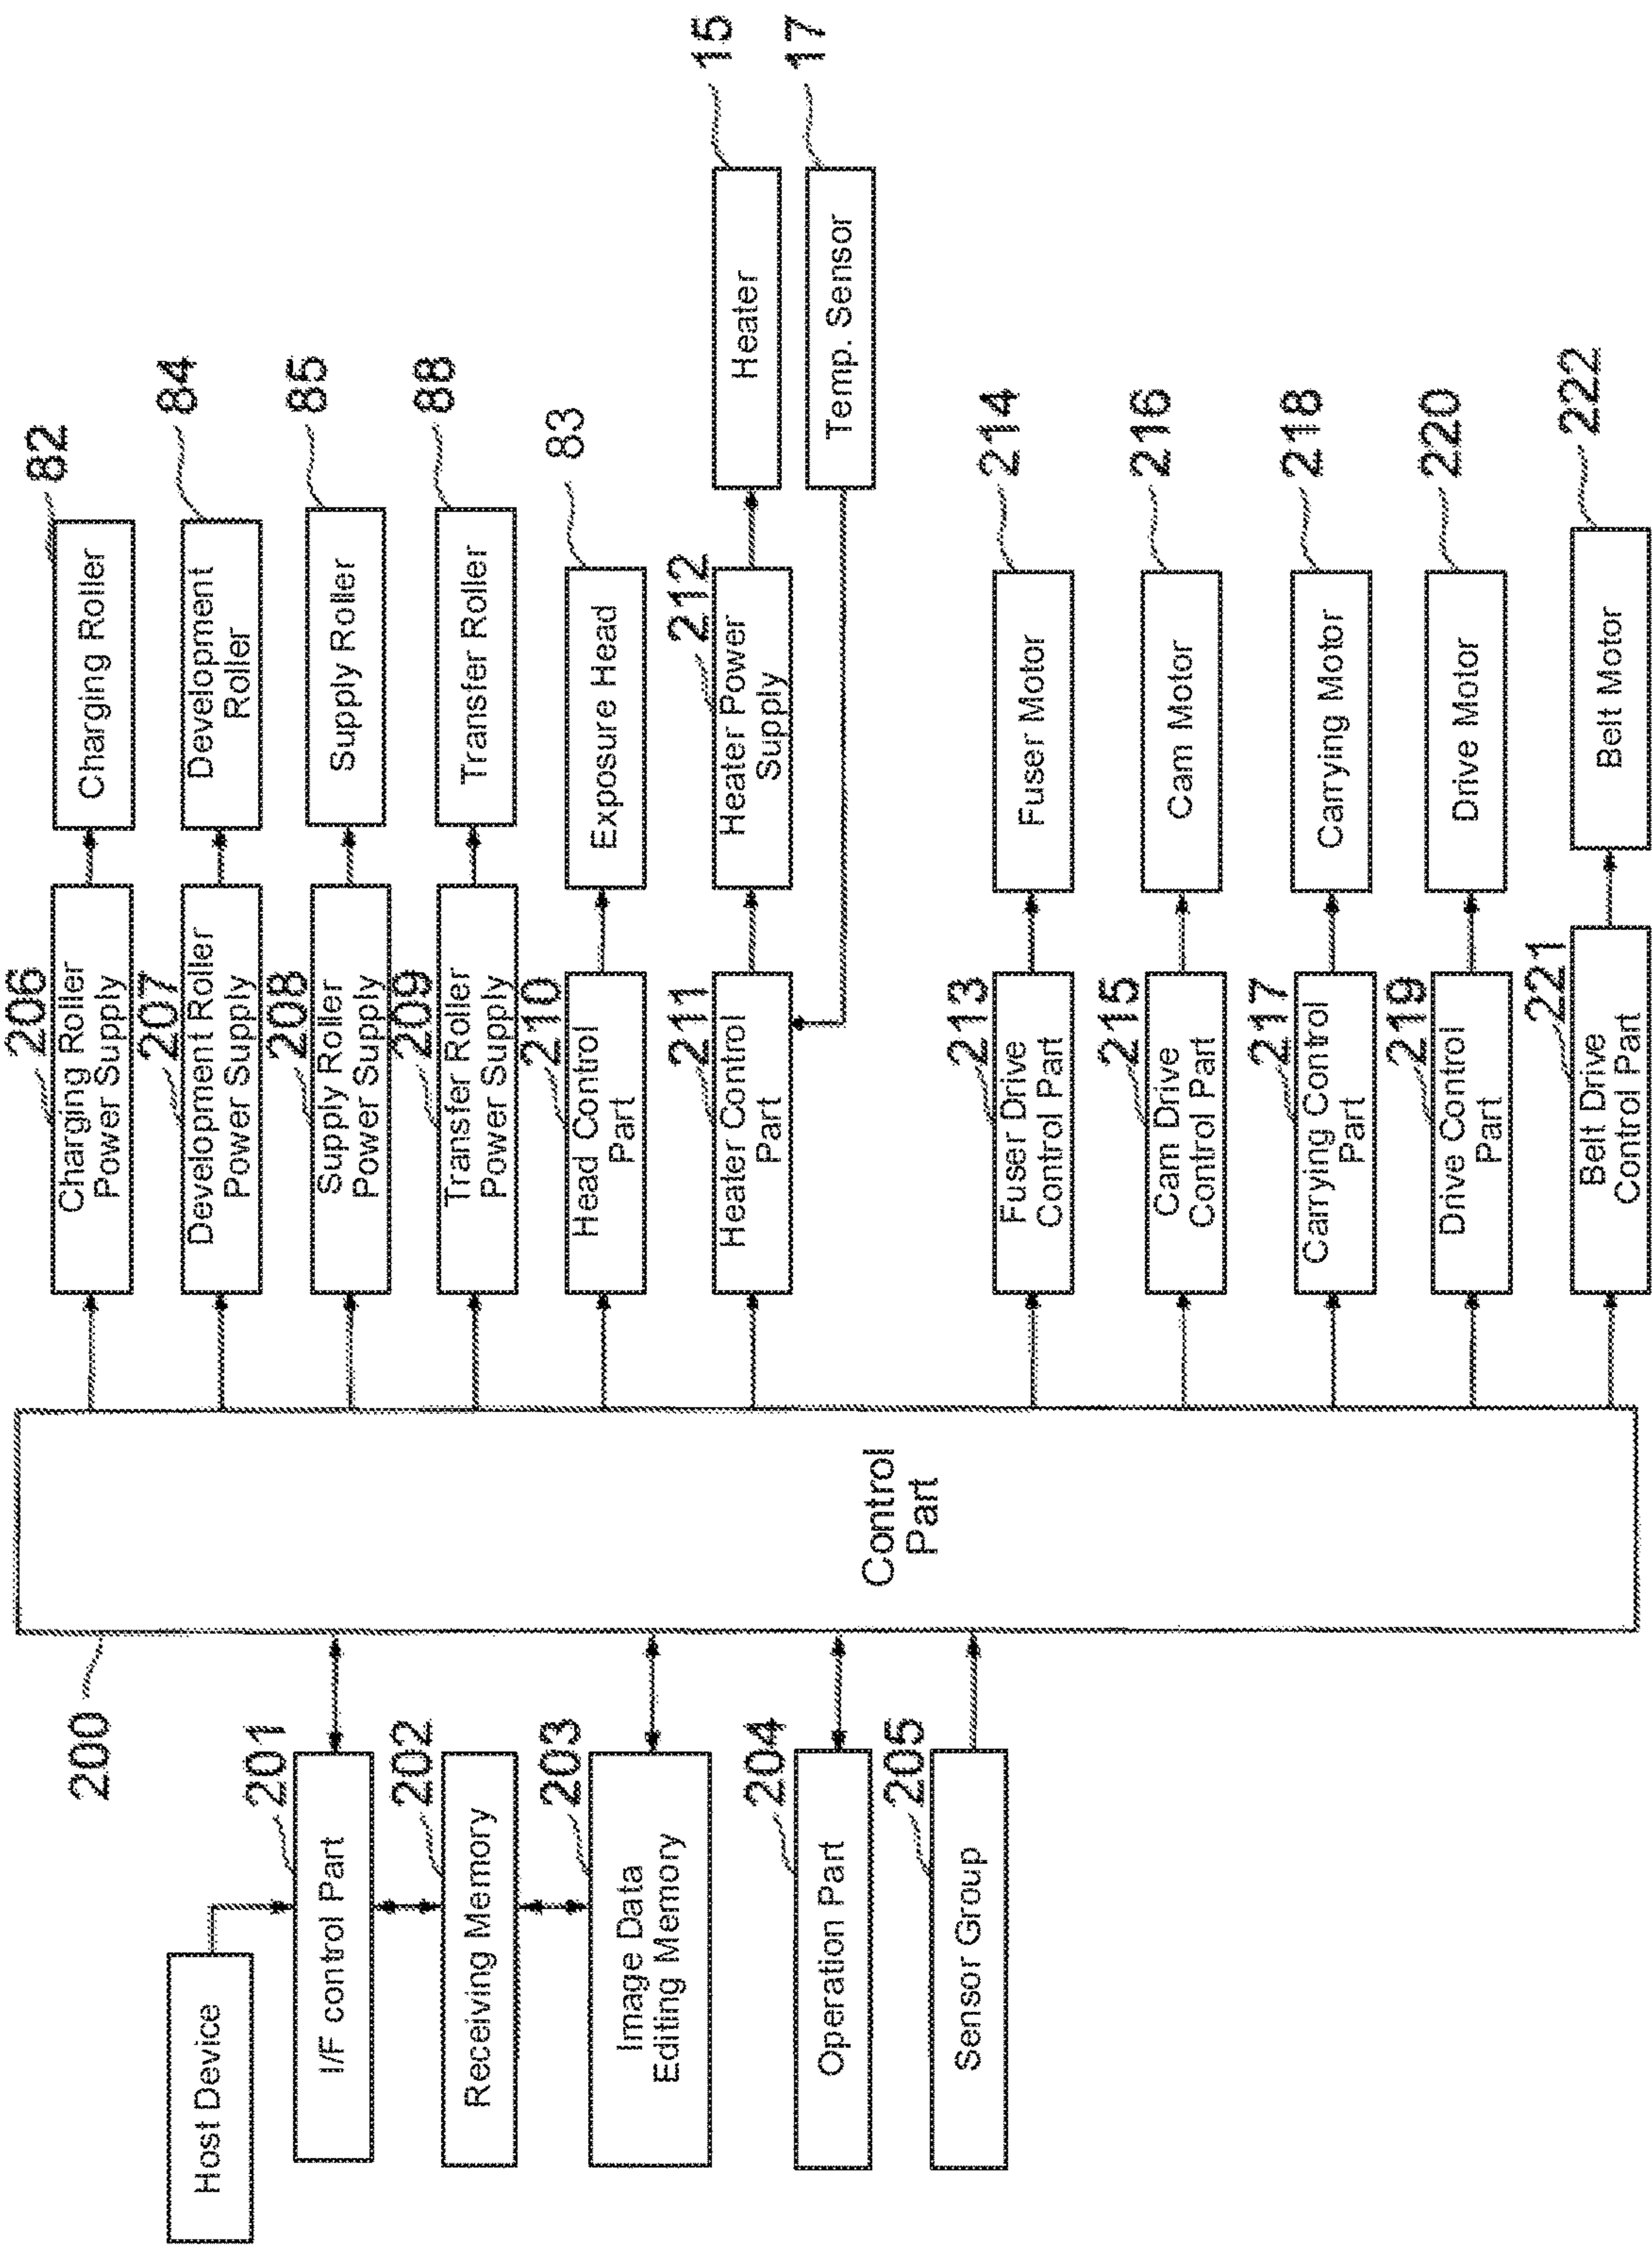 Host Device
200
201
I/F control Part
202
Receiving Memory
203
Image Data
Editing Memory
204
Operation Part
205
Sensor Group
Control
Part
206
Charging Roller
Power Supply
82
Charging Roller
207
Development Roller
Power Supply
84
Development
Roller
208
Supply Roller
Power Supply
85
Supply Roller
209
Transfer Roller
Power Supply
88
Transfer Roller
210
Head Control
Part
83
Exposure Head
211
Heater Control
Part
212
Heater Power
Supply
15
Heater
17
Temp. Sensor
213
Fuser Drive
Control Part
214
Fuser Motor
215
Cam Drive
Control Part
216
Cam Motor
217
Carrying Control
Part
218
Carrying Motor
219
Drive Control
Part
220
Drive Motor
221
Belt Drive
Control Part
222
Belt Motor